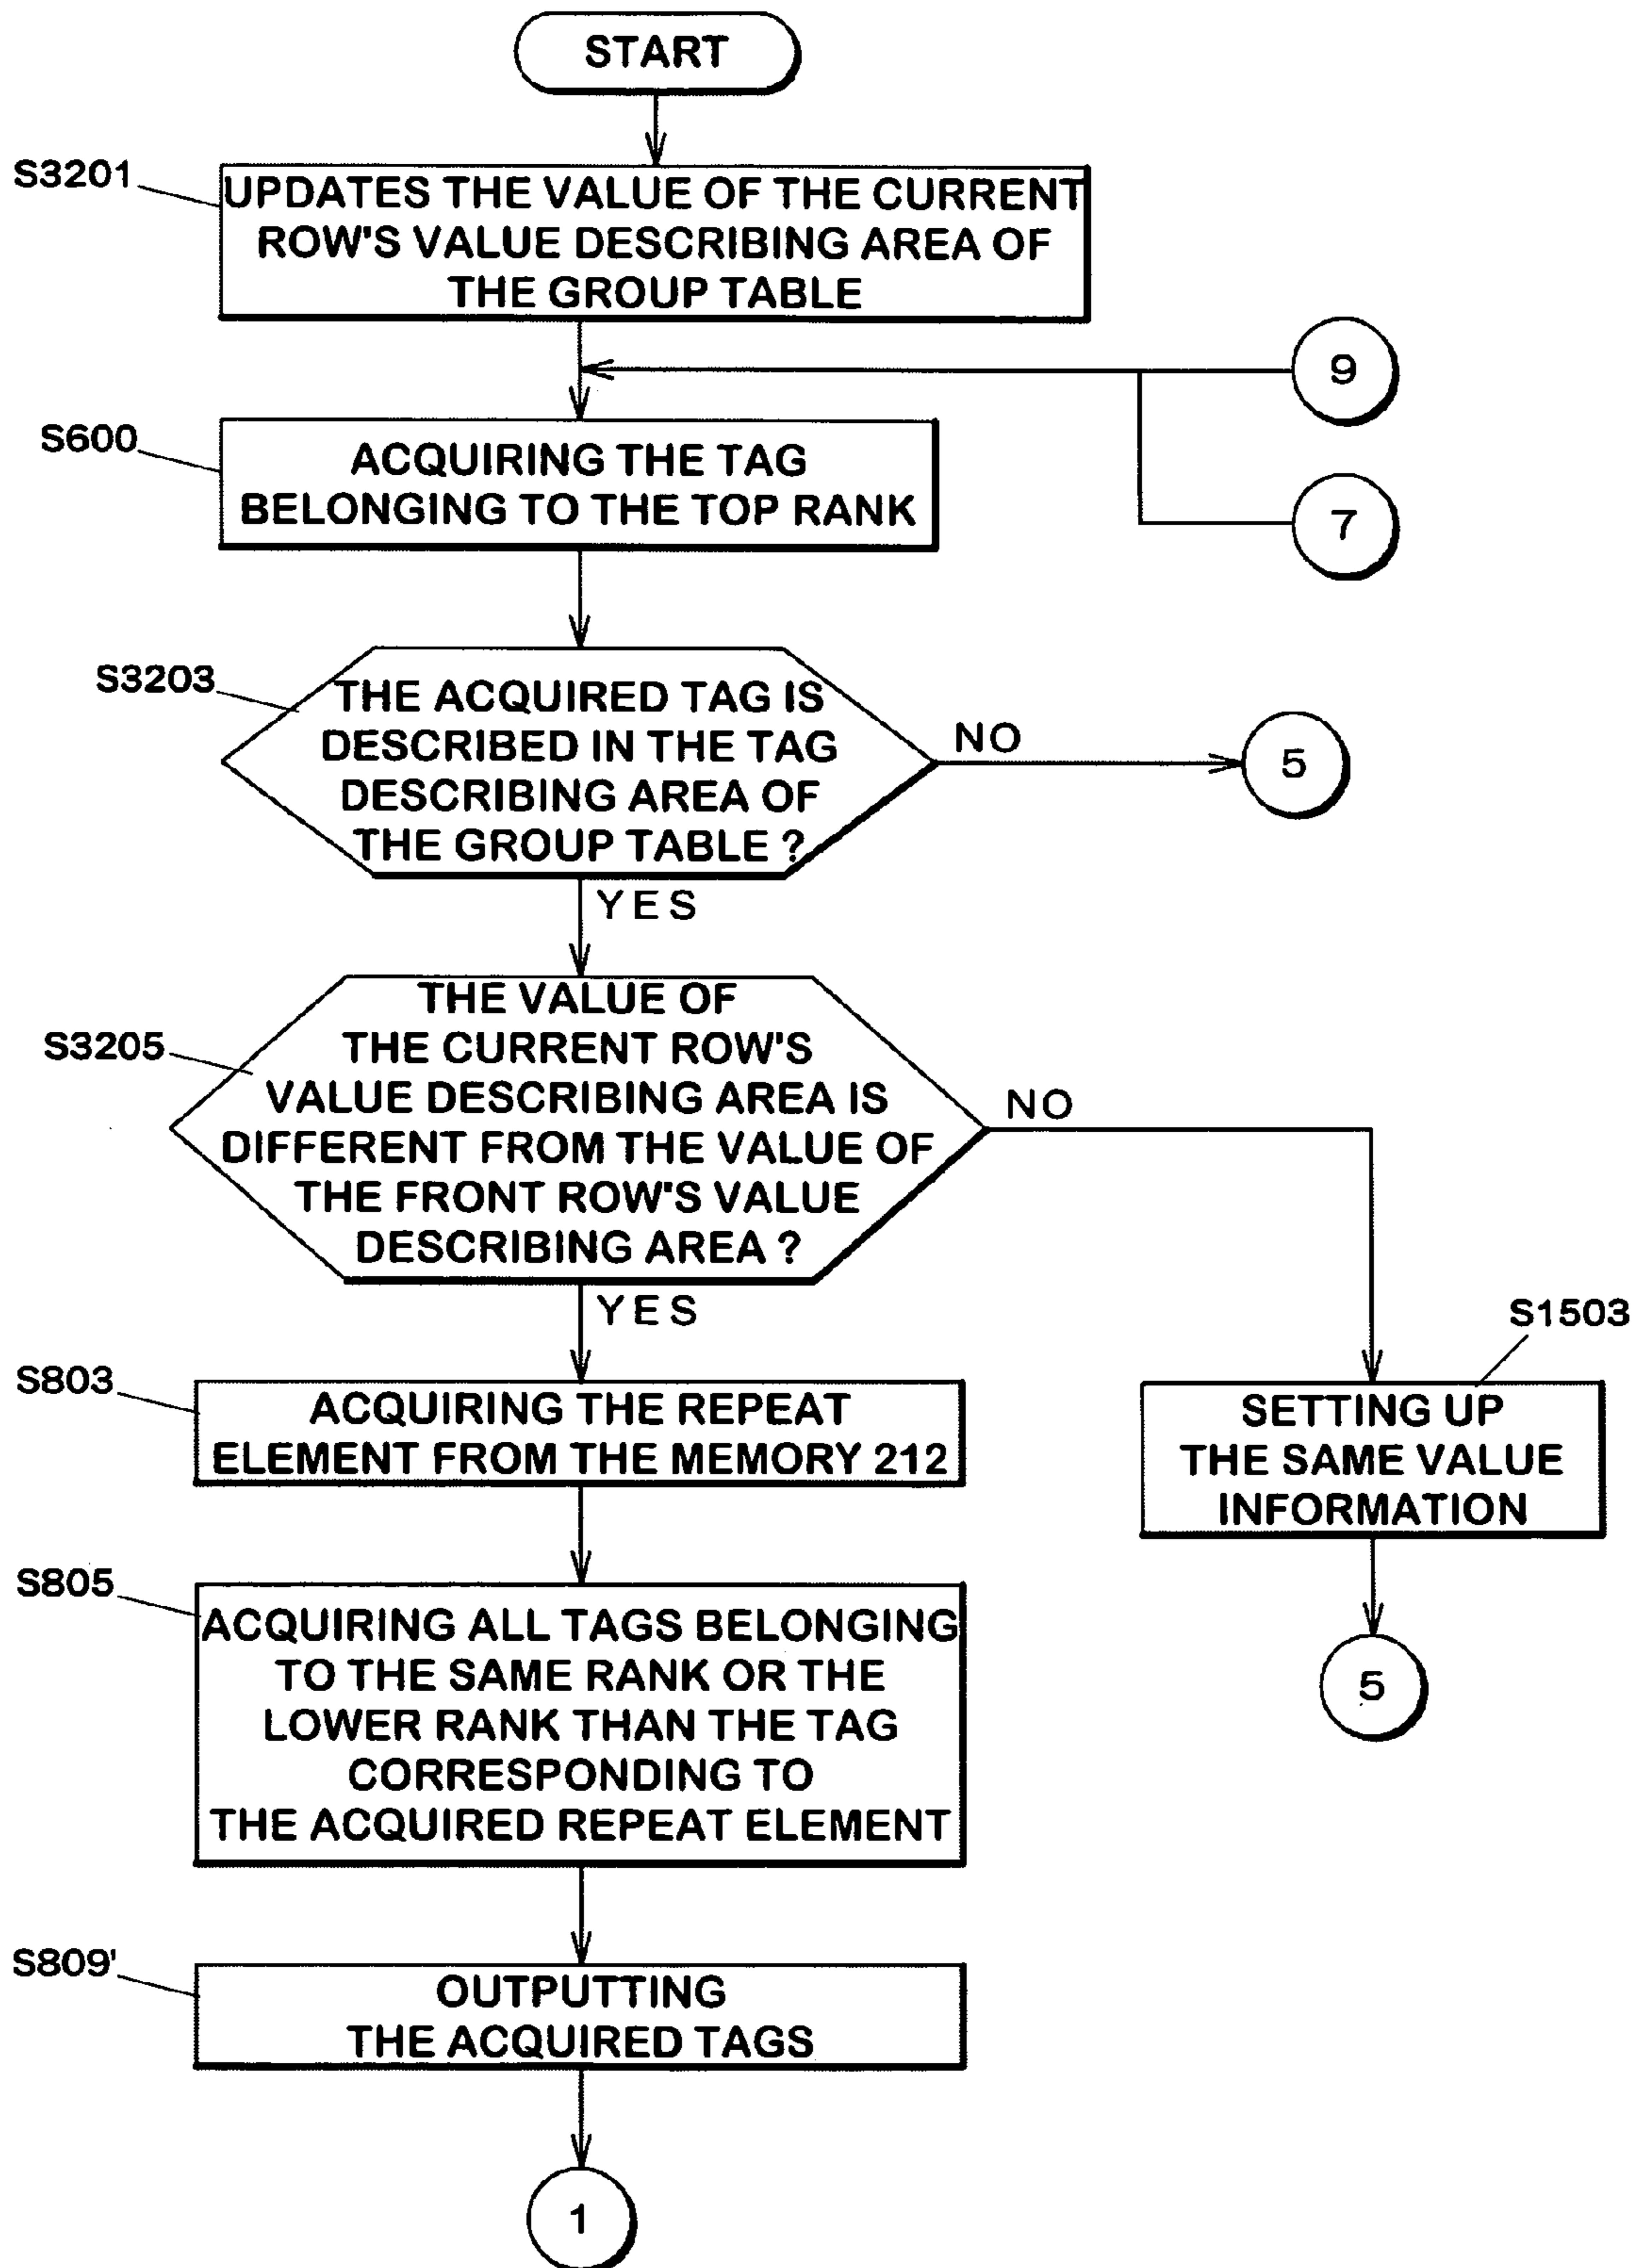 START
S3201
UPDATES THE VALUE OF THE CURRENT
ROW'S VALUE DESCRIBING AREA OF
THE GROUP TABLE
9
S600
ACQUIRING THE TAG
BELONGING TO THE TOP RANK
7
S3203
THE ACQUIRED TAG IS
DESCRIBED IN THE TAG
DESCRIBING AREA OF
THE GROUP TABLE ?
NO
5
YES
S3205
THE VALUE OF
THE CURRENT ROW'S
VALUE DESCRIBING AREA IS
DIFFERENT FROM THE VALUE OF
THE FRONT ROW'S VALUE
DESCRIBING AREA ?
NO
YES
S1503
SETTING UP
THE SAME VALUE
INFORMATION
5
S803
ACQUIRING THE REPEAT
ELEMENT FROM THE MEMORY 212
S805
ACQUIRING ALL TAGS BELONGING
TO THE SAME RANK OR THE
LOWER RANK THAN THE TAG
CORRESPONDING TO
THE ACQUIRED REPEAT ELEMENT
S809'
OUTPUTTING
THE ACQUIRED TAGS
1